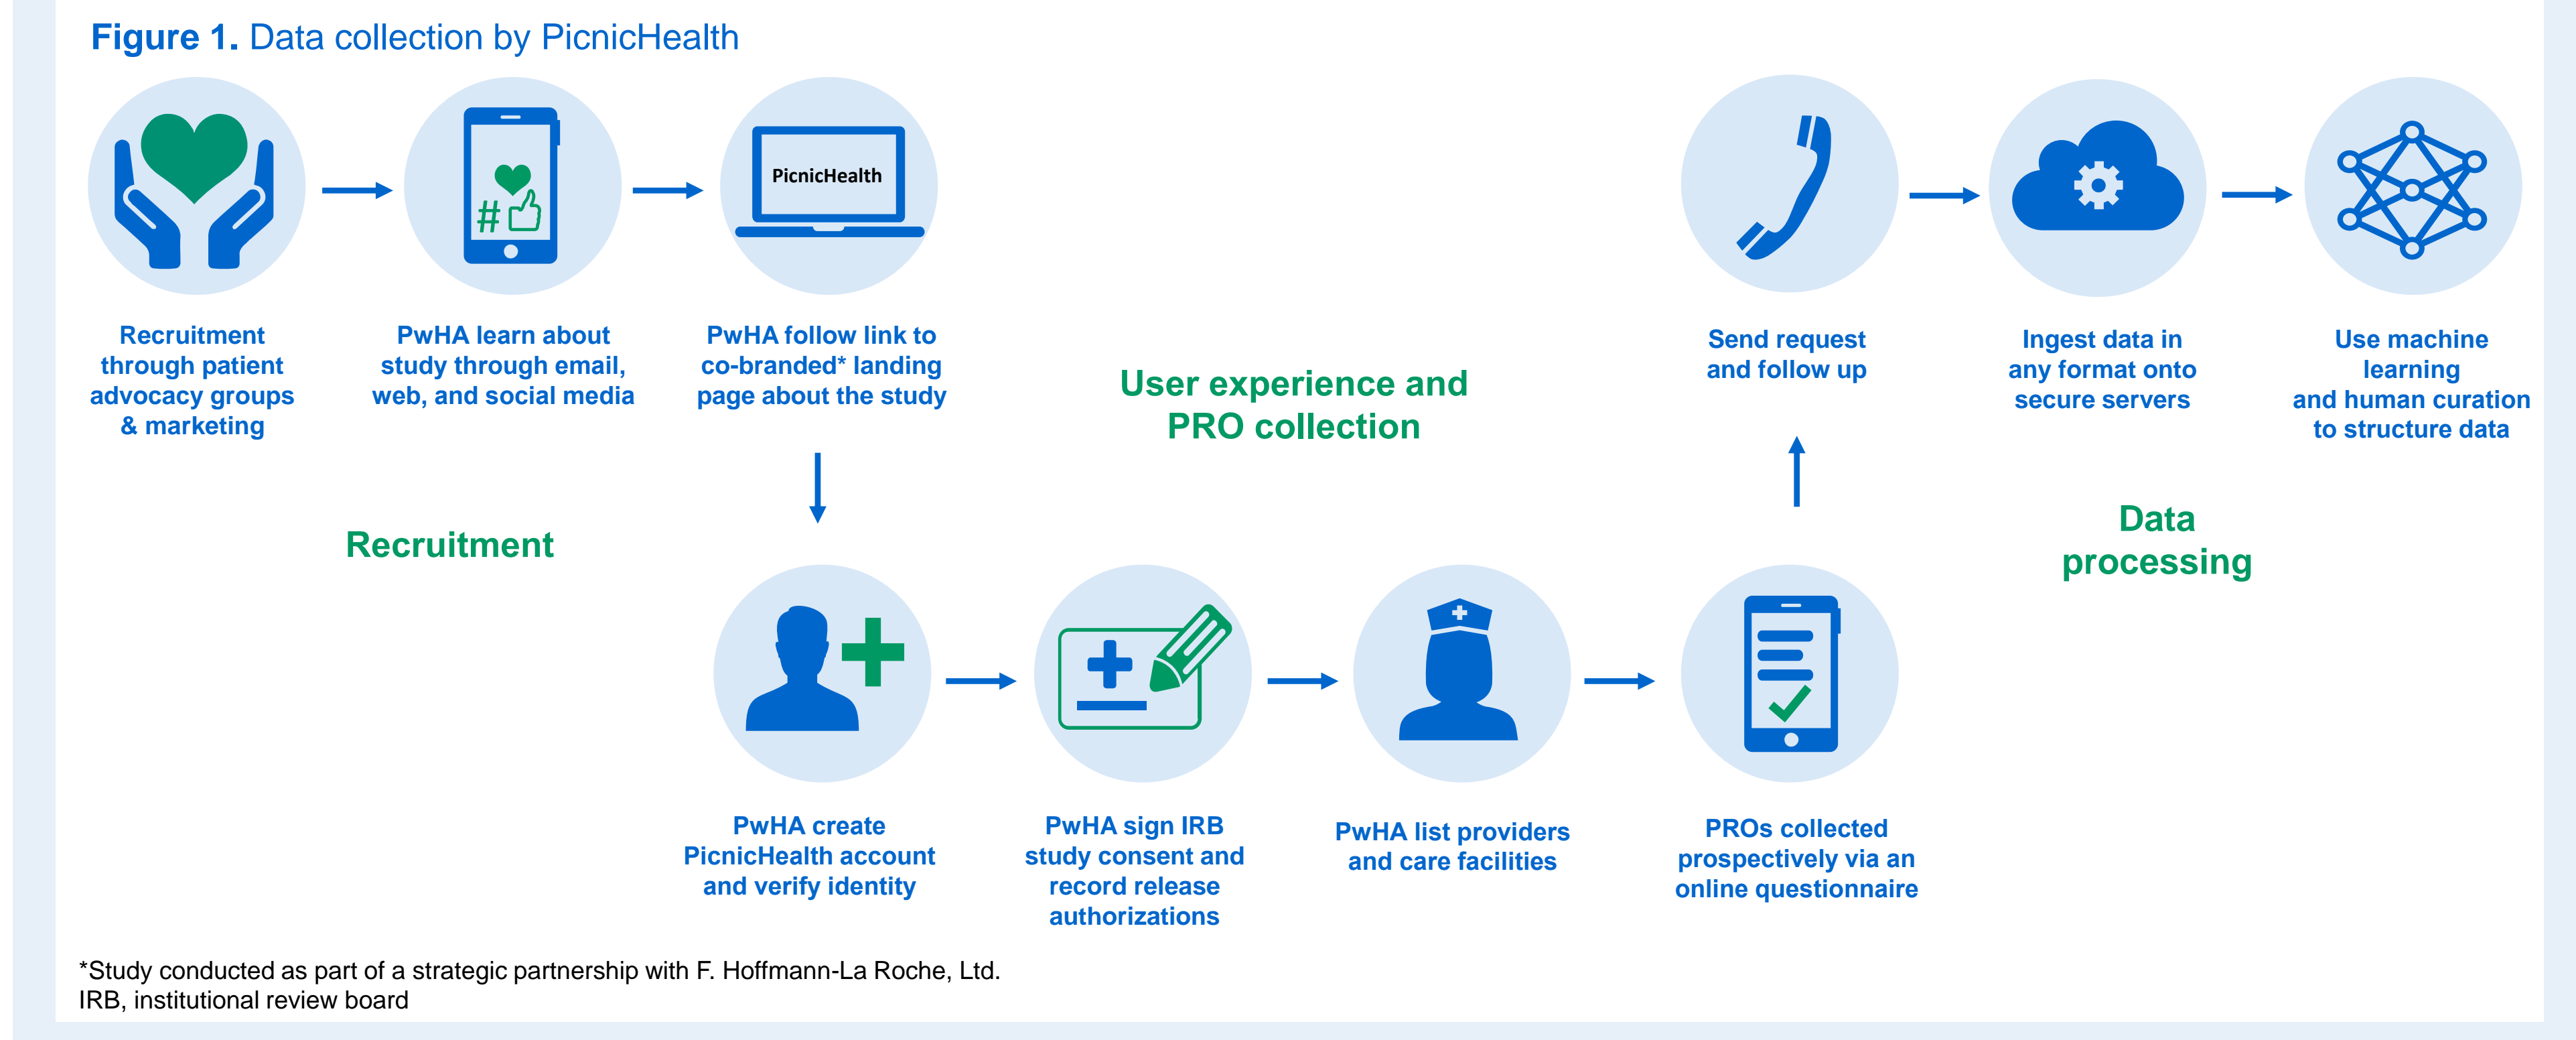 Figure 1. Data collection by PicnicHealth
#
PicnicHealth
Recruitment
through patient
advocacy groups
& marketing
PwHA learn about
study through email,
web, and social media
PwHA follow link to
co-branded* landing
page about the study
Recruitment
User experience and
PRO collection
PwHA create
PicnicHealth account
and verify identity
PwHA sign IRB
study consent and
record release
authorizations
PwHA list providers
and care facilities
PROs collected
prospectively via an
online questionnaire
Send request
and follow up
Ingest data in
any format onto
secure servers
Use machine
learning
and human curation
to structure data
Data
processing
*Study conducted as part of a strategic partnership with F. Hoffmann-La Roche, Ltd.
IRB, institutional review board